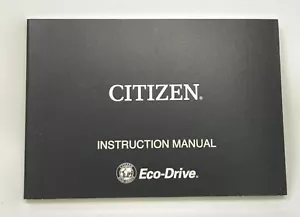 CITIZEN®
INSTRUCTION MANUAL
Eco-Drive®